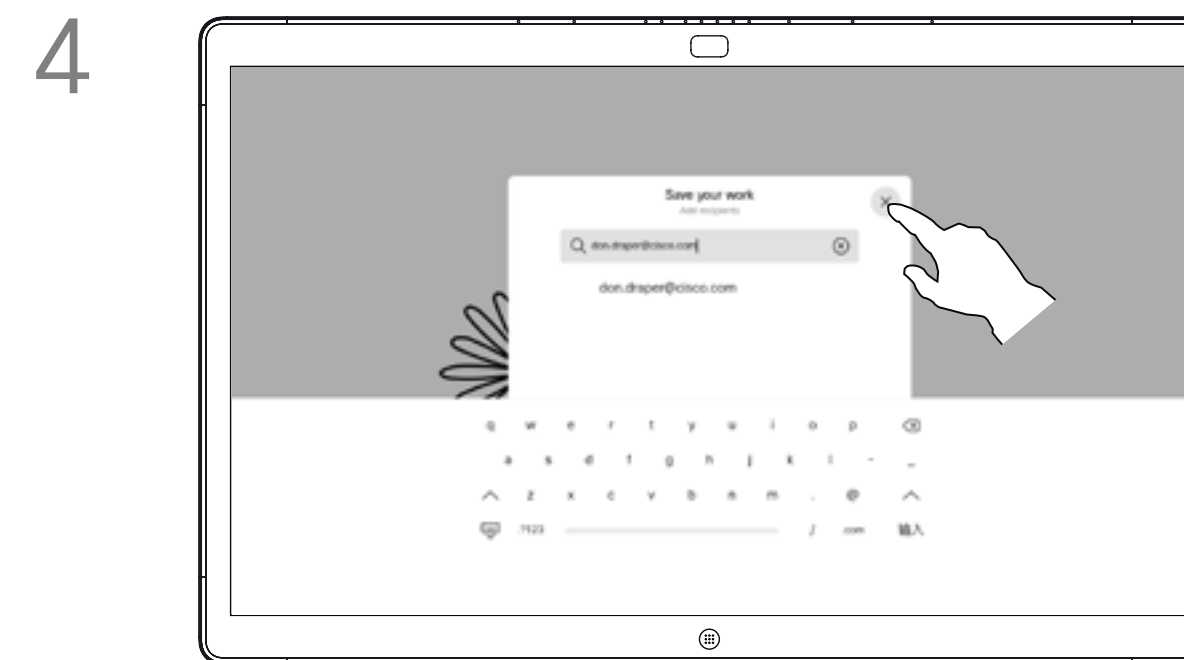 4
Save your work
Add recipients
don.draper@cisco.com
don.draper@cisco.com
q w e r t y u i o p
a s d f g h j k l - _
z x c v b n m . @
.?123 / .com 输入